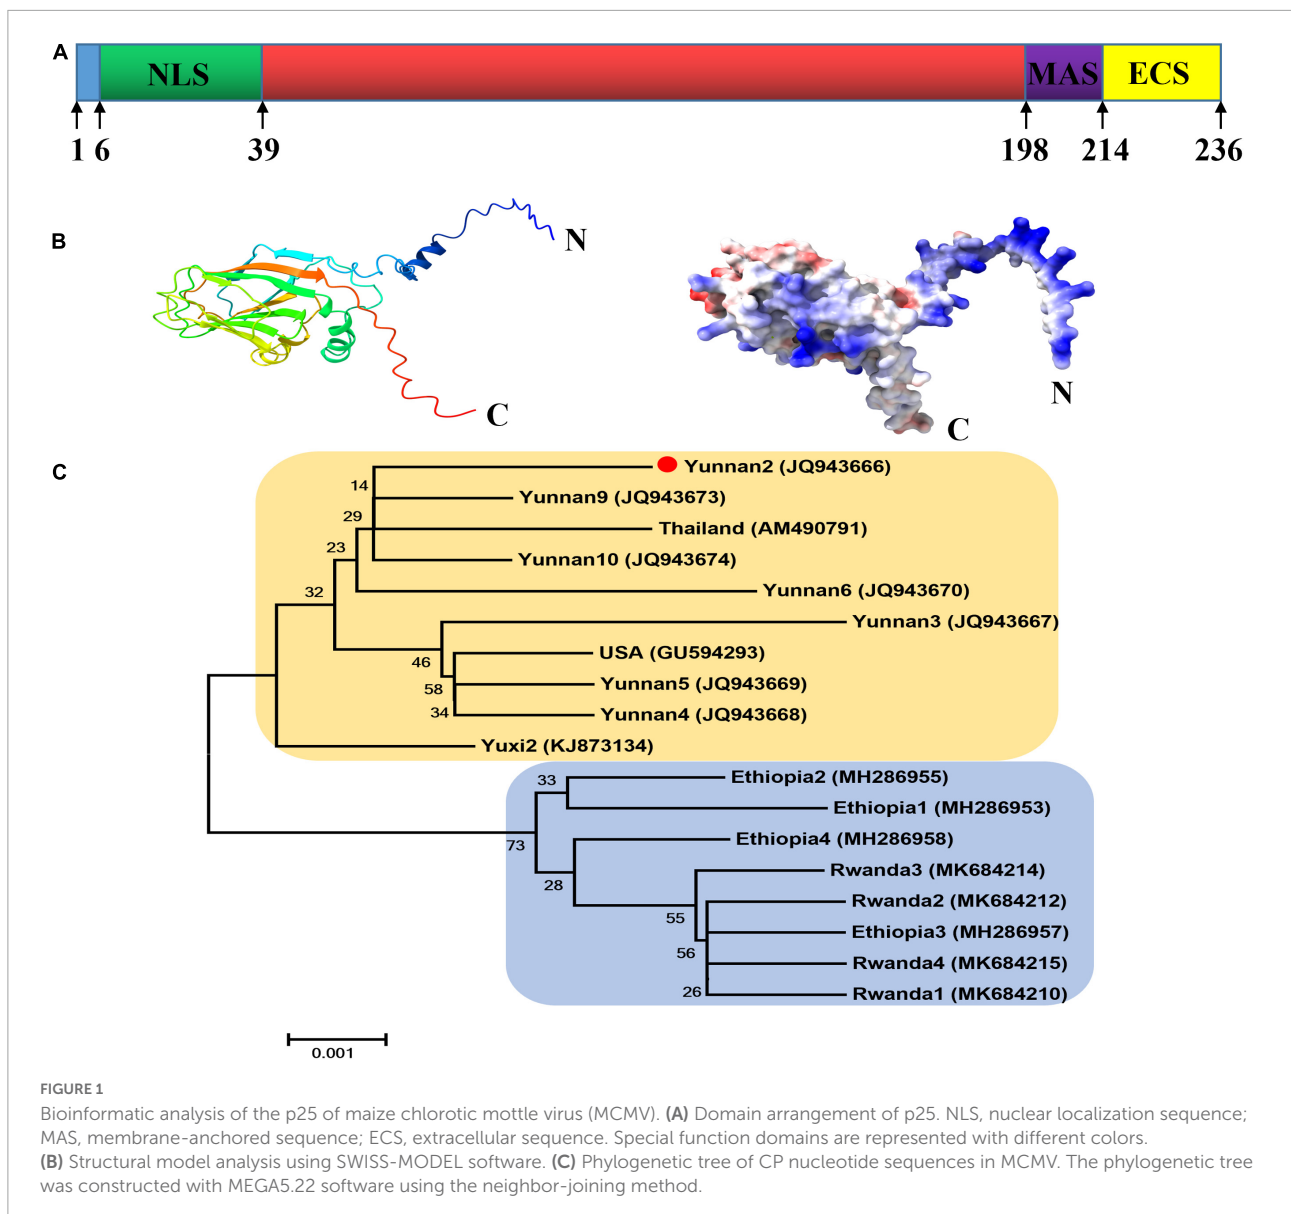 A
NLS
MAS
ECS
1 6 39 198 214 236
B
N
C
N
C
C
14
Yunnan2 (JQ943666)
Yunnan9 (JQ943673)
29
Thailand (AM490791)
23
Yunnan10 (JQ943674)
32
Yunnan6 (JQ943670)
Yunnan3 (JQ943667)
46
USA (GU594293)
58
Yunnan5 (JQ943669)
34
Yunnan4 (JQ943668)
Yuxi2 (KJ873134)
33
Ethiopia2 (MH286955)
Ethiopia1 (MH286953)
73
Ethiopia4 (MH286958)
28
Rwanda3 (MK684214)
55
Rwanda2 (MK684212)
Ethiopia3 (MH286957)
56
Rwanda4 (MK684215)
26
Rwanda1 (MK684210)
0.001
FIGURE 1
Bioinformatic analysis of the p25 of maize chlorotic mottle virus (MCMV). (A) Domain arrangement of p25. NLS, nuclear localization sequence;
MAS, membrane-anchored sequence; ECS, extracellular sequence. Special function domains are represented with different colors.
(B) Structural model analysis using SWISS-MODEL software. (C) Phylogenetic tree of CP nucleotide sequences in MCMV. The phylogenetic tree
was constructed with MEGA5.22 software using the neighbor-joining method.